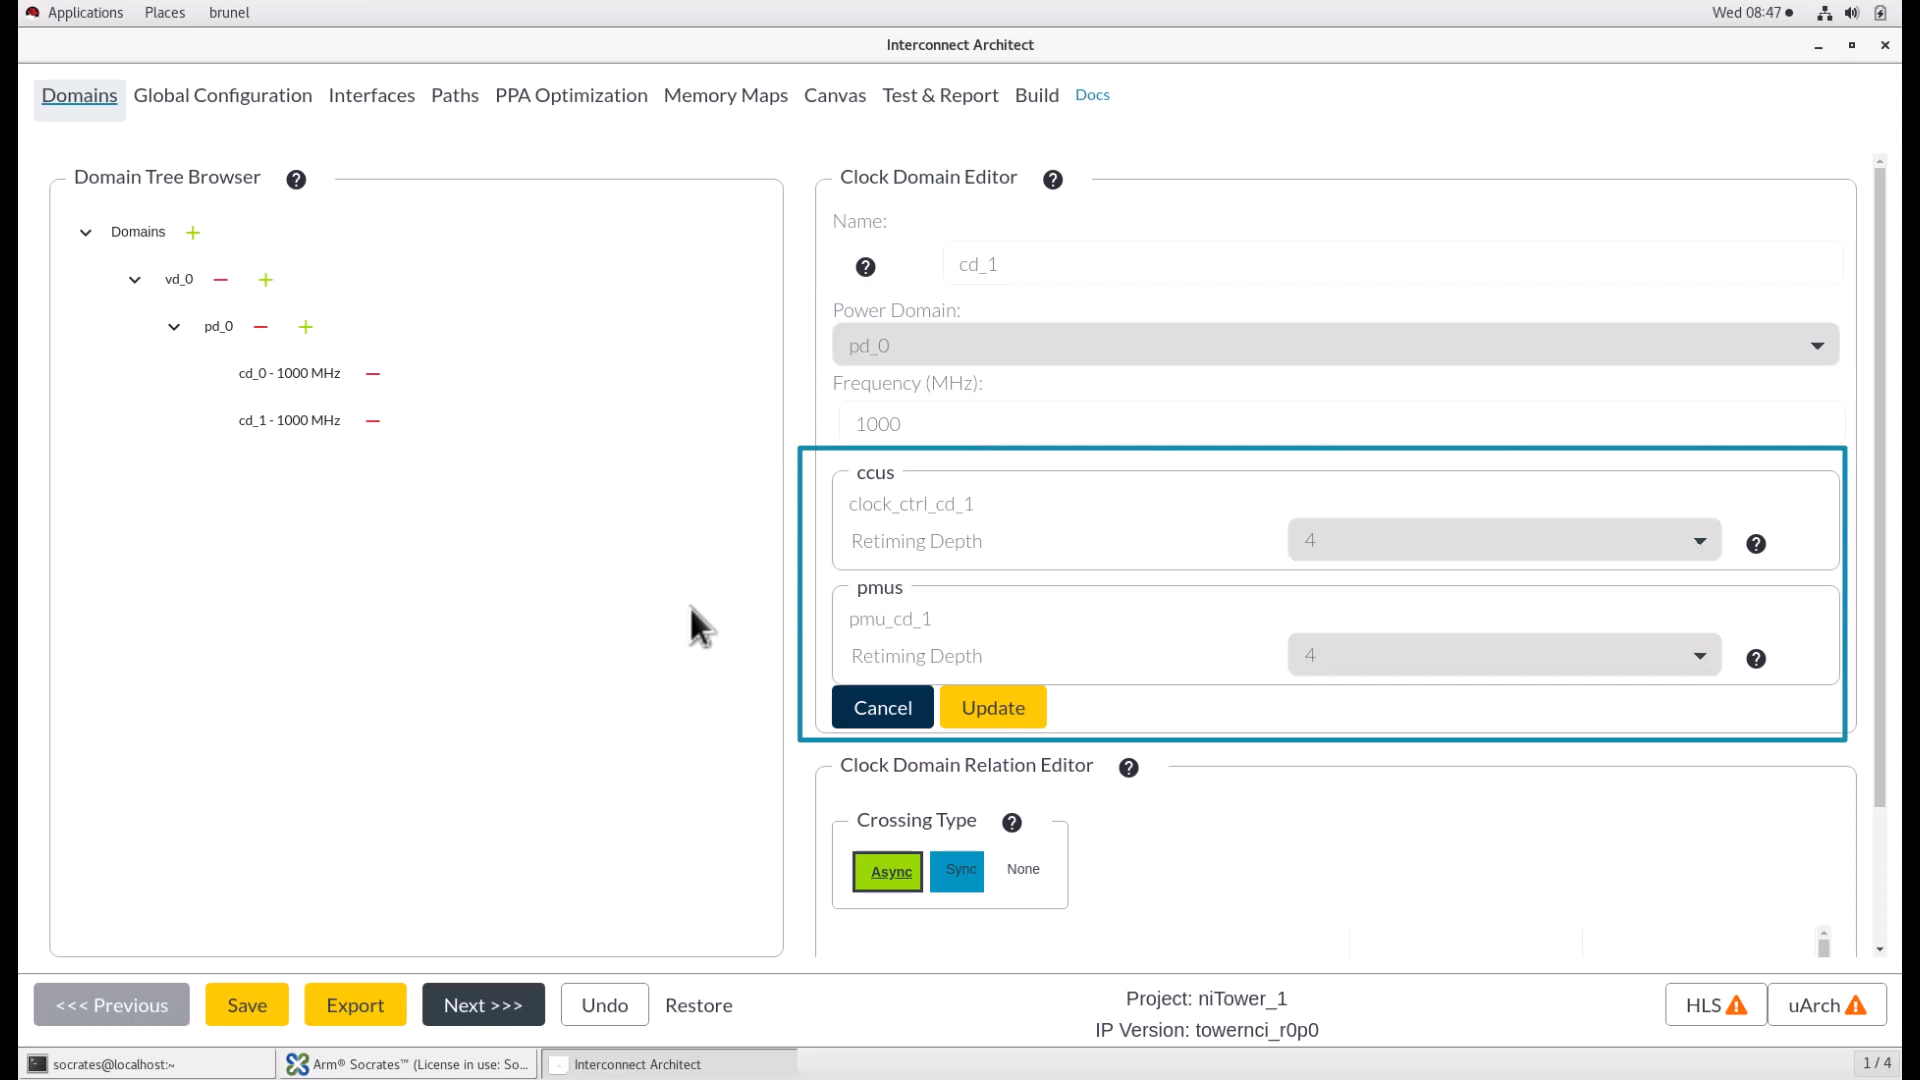 Applications Places brunel Wed 08:47
Interconnect Architect
Domains Global Configuration Interfaces Paths PPA Optimization Memory Maps Canvas Test & Report Build Docs
Domain Tree Browser ?
Domains +
vd_0 — +
pd_0 — +
cd_0 - 1000 MHz —
cd_1 - 1000 MHz —
Clock Domain Editor ?
Name:
? cd_1
Power Domain:
pd_0
Frequency (MHz):
1000
ccus
clock_ctrl_cd_1
Retiming Depth 4 ?
pmus
pmu_cd_1
Retiming Depth 4 ?
Cancel Update
Clock Domain Relation Editor ?
Crossing Type ?
Async Sync None
<<< Previous Save Export Next >>> Undo Restore
Project: niTower_1
IP Version: towernci_r0p0
HLS uArch
socrates@localhost:~ Arm® Socrates™ (License in use: So... Interconnect Architect 1 / 4